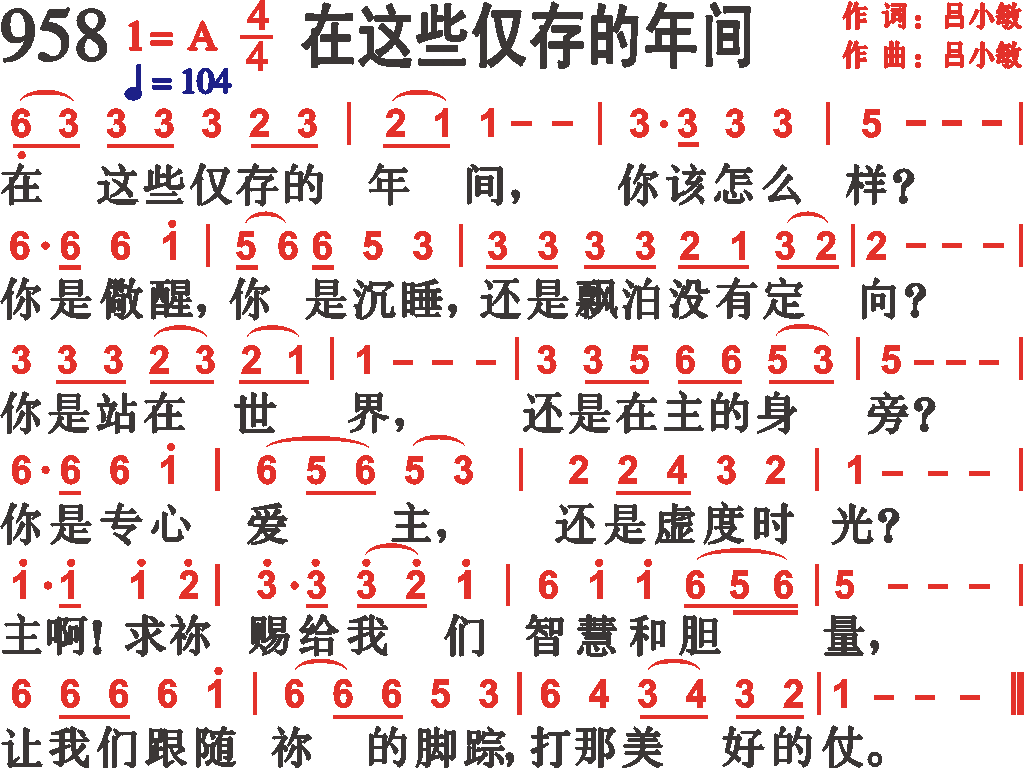 958 1= A 4/4 在这些仅存的年间 作 词：吕小敏
♩= 104 作 曲：吕小敏
6̣ 3 3 3 3 2 3 | 2 1 1 – – | 3 · 3 3 3 | 5 – – – |
在 这些仅存的 年 间， 你该怎么 样？
6 · 6 6 1̇ | 5 6 6 5 3 | 3 3 3 3 2 1 3 2 | 2 – – – |
你是儆醒，你 是沉睡，还是飘泊没有定 向？
3 3 3 2 3 2 1 | 1 – – – | 3 3 5 6 6 5 3 | 5 – – – |
你是站在 世 界， 还是在主的身 旁？
6 · 6 6 1̇ | 6 5 6 5 3 | 2 2 4 3 2 | 1 – – – |
你是专心 爱 主， 还是虚度时 光？
1̇ · 1̇ 1̇ 2̇ | 3̇ · 3̇ 3̇ 2̇ 1̇ | 6 1̇ 1̇ 6 5 6 | 5 – – – |
主啊！求祢 赐给我 们 智慧和胆 量，
6 6 6 6 1̇ | 6 6 6 5 3 | 6 4 3 4 3 2 | 1 – – – ‖
让我们跟随 祢 的脚踪，打那美 好的仗。